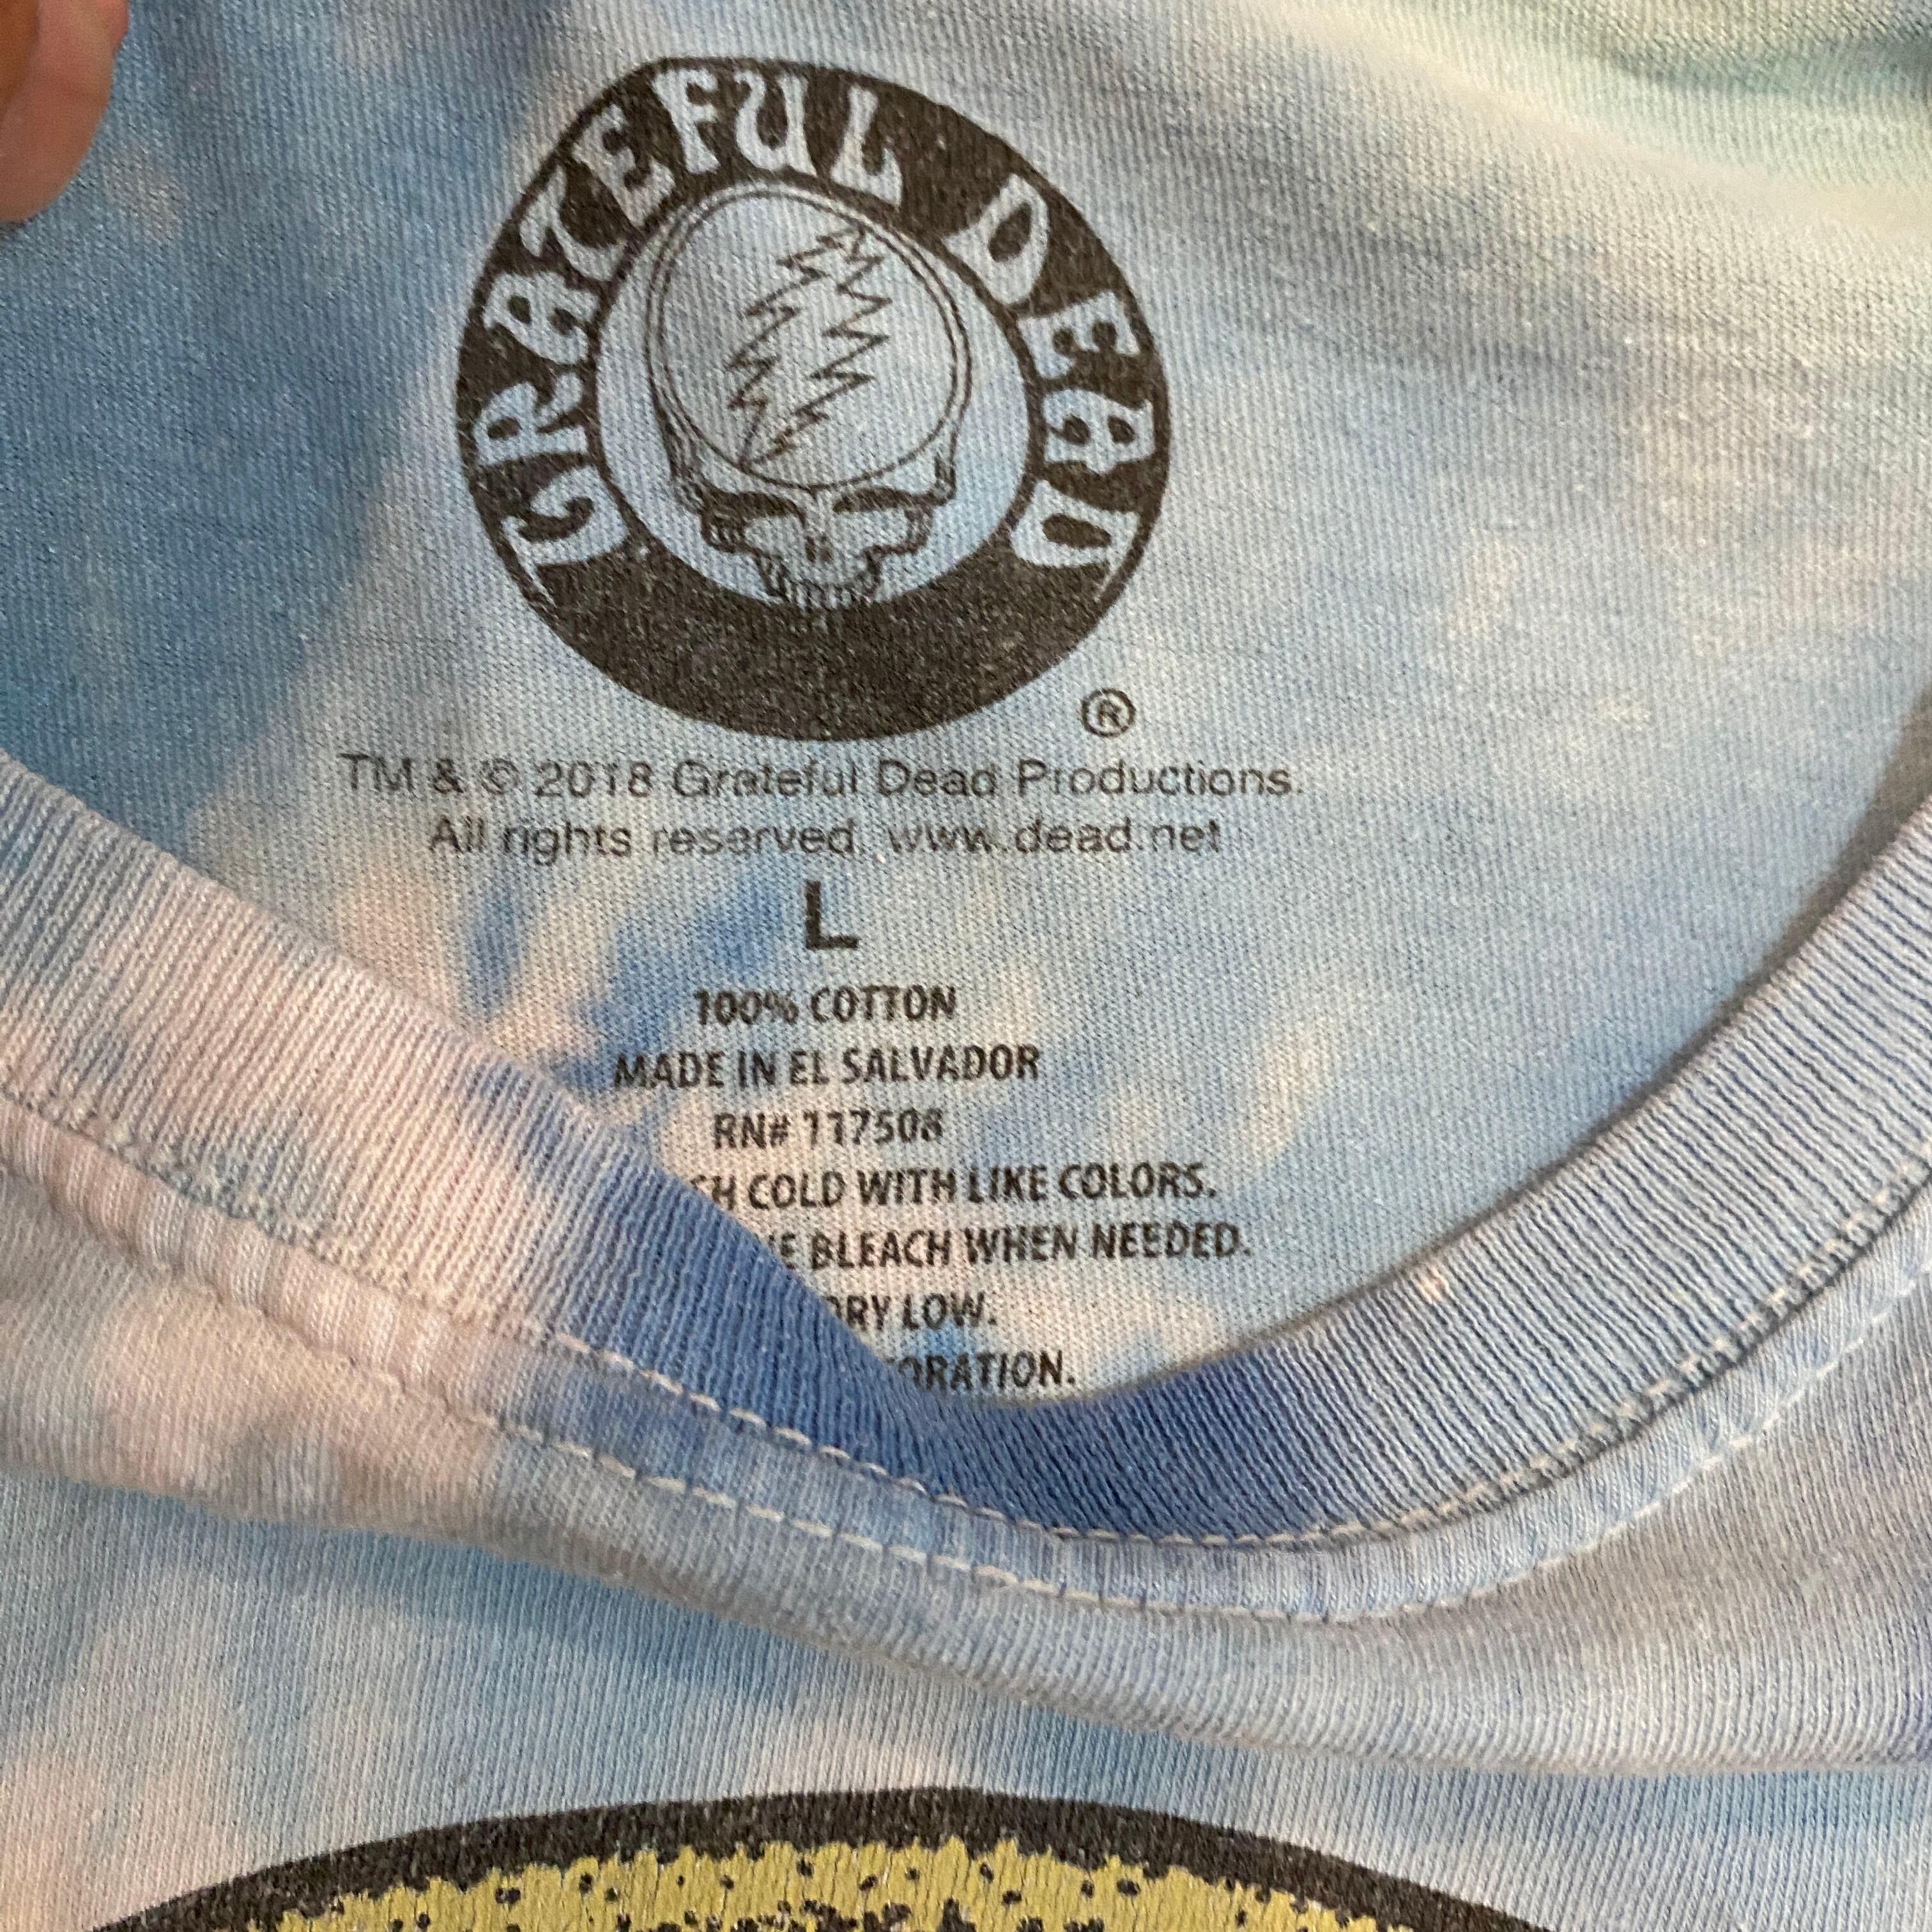 GRATEFUL DEAD
®
TM & © 2018 Grateful Dead Productions.
All rights reserved. www.dead.net
L
100% COTTON
MADE IN EL SALVADOR
RN# 117508
COLD WITH LIKE COLORS.
BLEACH WHEN NEEDED.
DRY LOW.